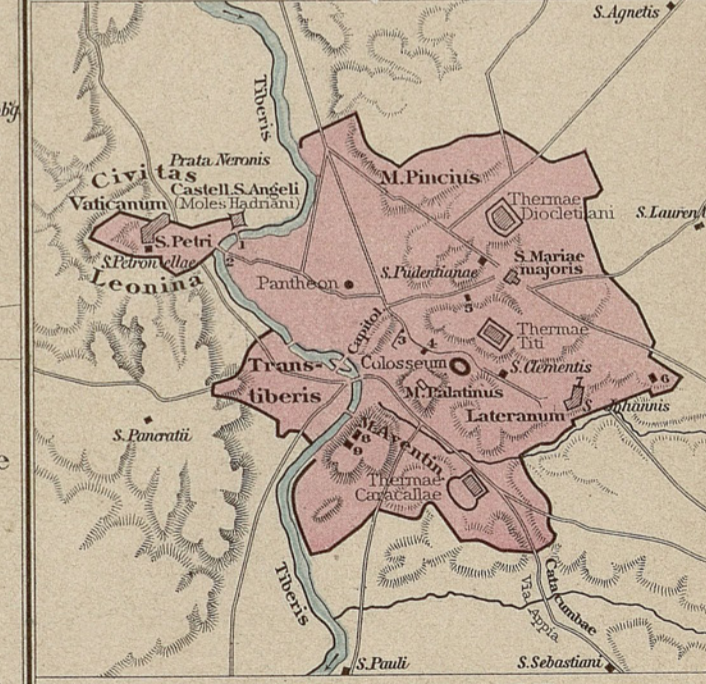 S. Agnetis
Tiberis
Prata Neronis
Civitas
Castell. S. Angeli
(Moles Hadriani)
Vaticanum
M. Pincius
Thermae
Diocletiani
S. Laurent
1
S. Petri
2
S. Petronellae
Leonina
S. Pudentianae
S. Mariae
majoris
Pantheon
5
Capitol
3
4
Thermae
Titi
Trans-
tiberis
Colosseum
S. Clementis
6
M. Palatinus
Lateranum
S. Johannis
S. Pancratii
M. Aventin.
8
9
Thermae
Caracallae
Tiberis
Via Appia
Catacumbae
S. Pauli
S. Sebastiani